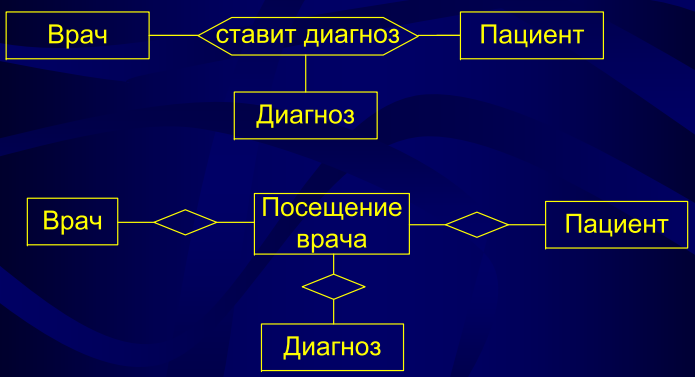 Врач
ставит диагноз
Пациент
Диагноз
Врач
Посещение
врача
Пациент
Диагноз